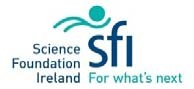 Science
Foundation
Ireland
sfi
For what's next